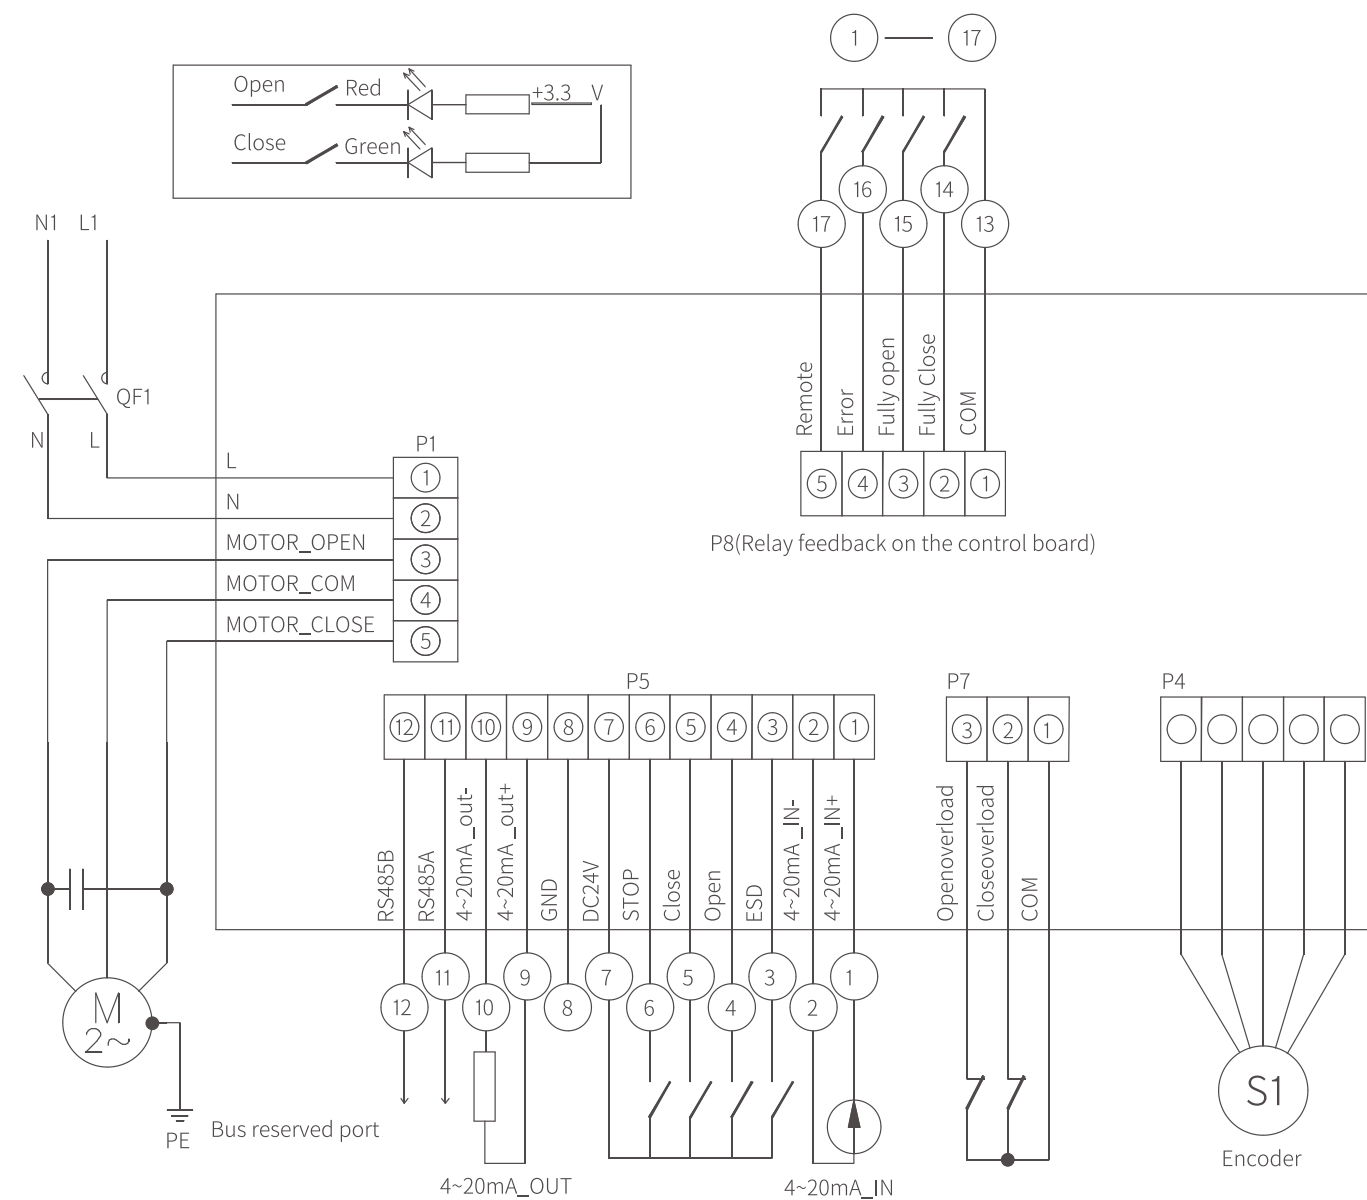 1 17
Open Red +3.3 V
Close Green
16 14
17 15 13
N1 L1
QF1
N L
Remote
Error
Fully open
Fully Close
COM
5 4 3 2 1
P8(Relay feedback on the control board)
P1
L 1
N 2
MOTOR_OPEN 3
MOTOR_COM 4
MOTOR_CLOSE 5
P5
12 11 10 9 8 7 6 5 4 3 2 1
RS485B
RS485A
4~20mA_out-
4~20mA_out+
GND
DC24V
STOP
Close
Open
ESD
4~20mA_IN-
4~20mA_IN+
11 9 7 5 3 1
12 10 8 6 4 2
P7
3 2 1
Openoverload
Closeoverload
COM
P4
M
2~
PE
Bus reserved port
4~20mA_OUT
4~20mA_IN
S1
Encoder